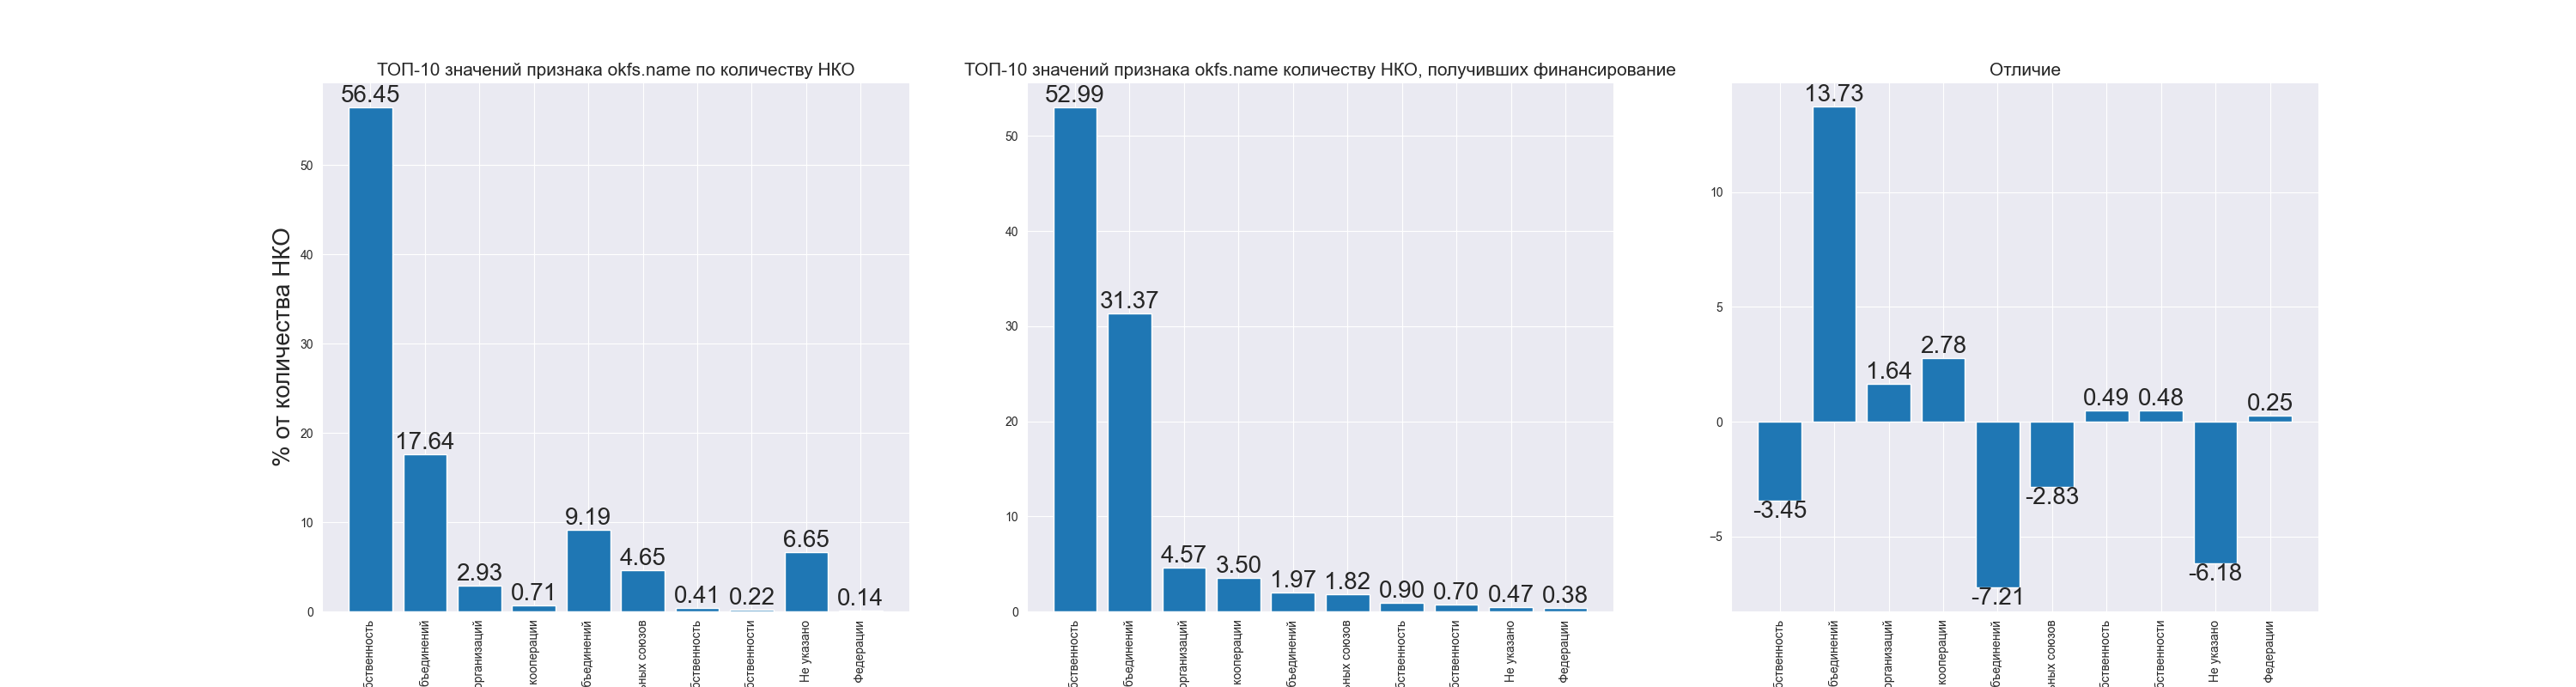 ТОП-10 значений признака okfs.name по количеству НКО
% от количества НКО
50
40
30
20
10
0
56.45
17.64
2.93
0.71
9.19
4.65
0.41
0.22
6.65
0.14
бственность
бъединений
организаций
кооперации
бъединений
ных союзов
бственность
бственности
Не указано
Федерации
ТОП-10 значений признака okfs.name количеству НКО, получивших финансирование
50
40
30
20
10
0
52.99
31.37
4.57
3.50
1.97
1.82
0.90
0.70
0.47
0.38
бственность
бъединений
организаций
кооперации
бъединений
ных союзов
бственность
бственности
Не указано
Федерации
Отличие
10
5
0
−5
-3.45
13.73
1.64
2.78
-7.21
-2.83
0.49
0.48
-6.18
0.25
бственность
бъединений
организаций
кооперации
бъединений
ных союзов
бственность
бственности
Не указано
Федерации